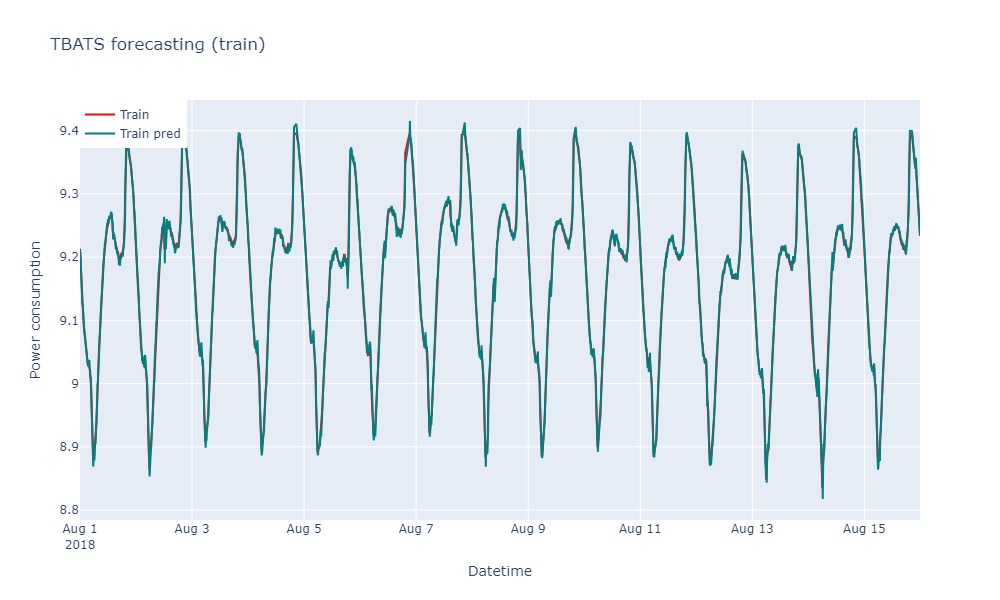 TBATS forecasting (train)
Train
Train pred
9.4
9.3
9.2
9.1
9
8.9
8.8
Power consumption
Aug 1
2018
Aug 3
Aug 5
Aug 7
Aug 9
Aug 11
Aug 13
Aug 15
Datetime